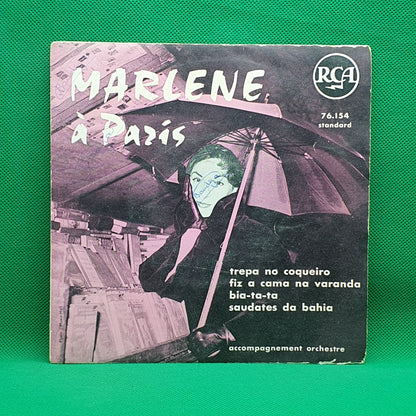 MARLENE
à Paris
RCA
76.154
standard
trepa no coqueiro
fiz a cama na varanda
bia-ta-ta
saudates da bahia
accompagnement orchestre